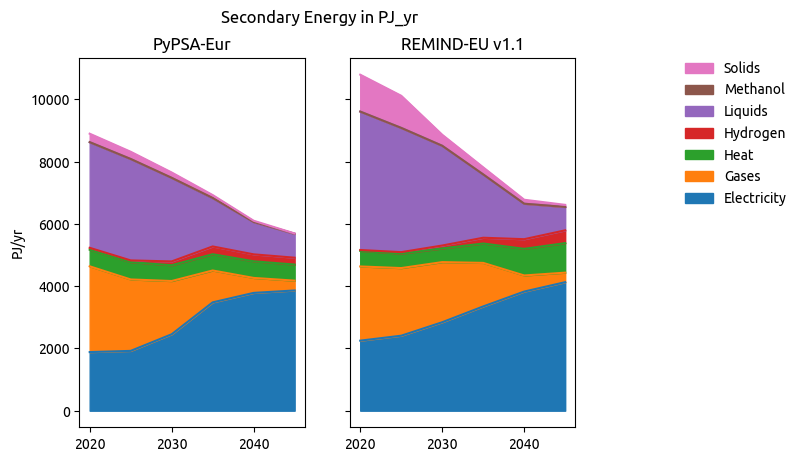 Secondary Energy in PJ_yr
PyPSA-Eur
REMIND-EU v1.1
PJ/yr
10000
8000
6000
4000
2000
0
2020 2030 2040
2020 2030 2040
Solids
Methanol
Liquids
Hydrogen
Heat
Gases
Electricity